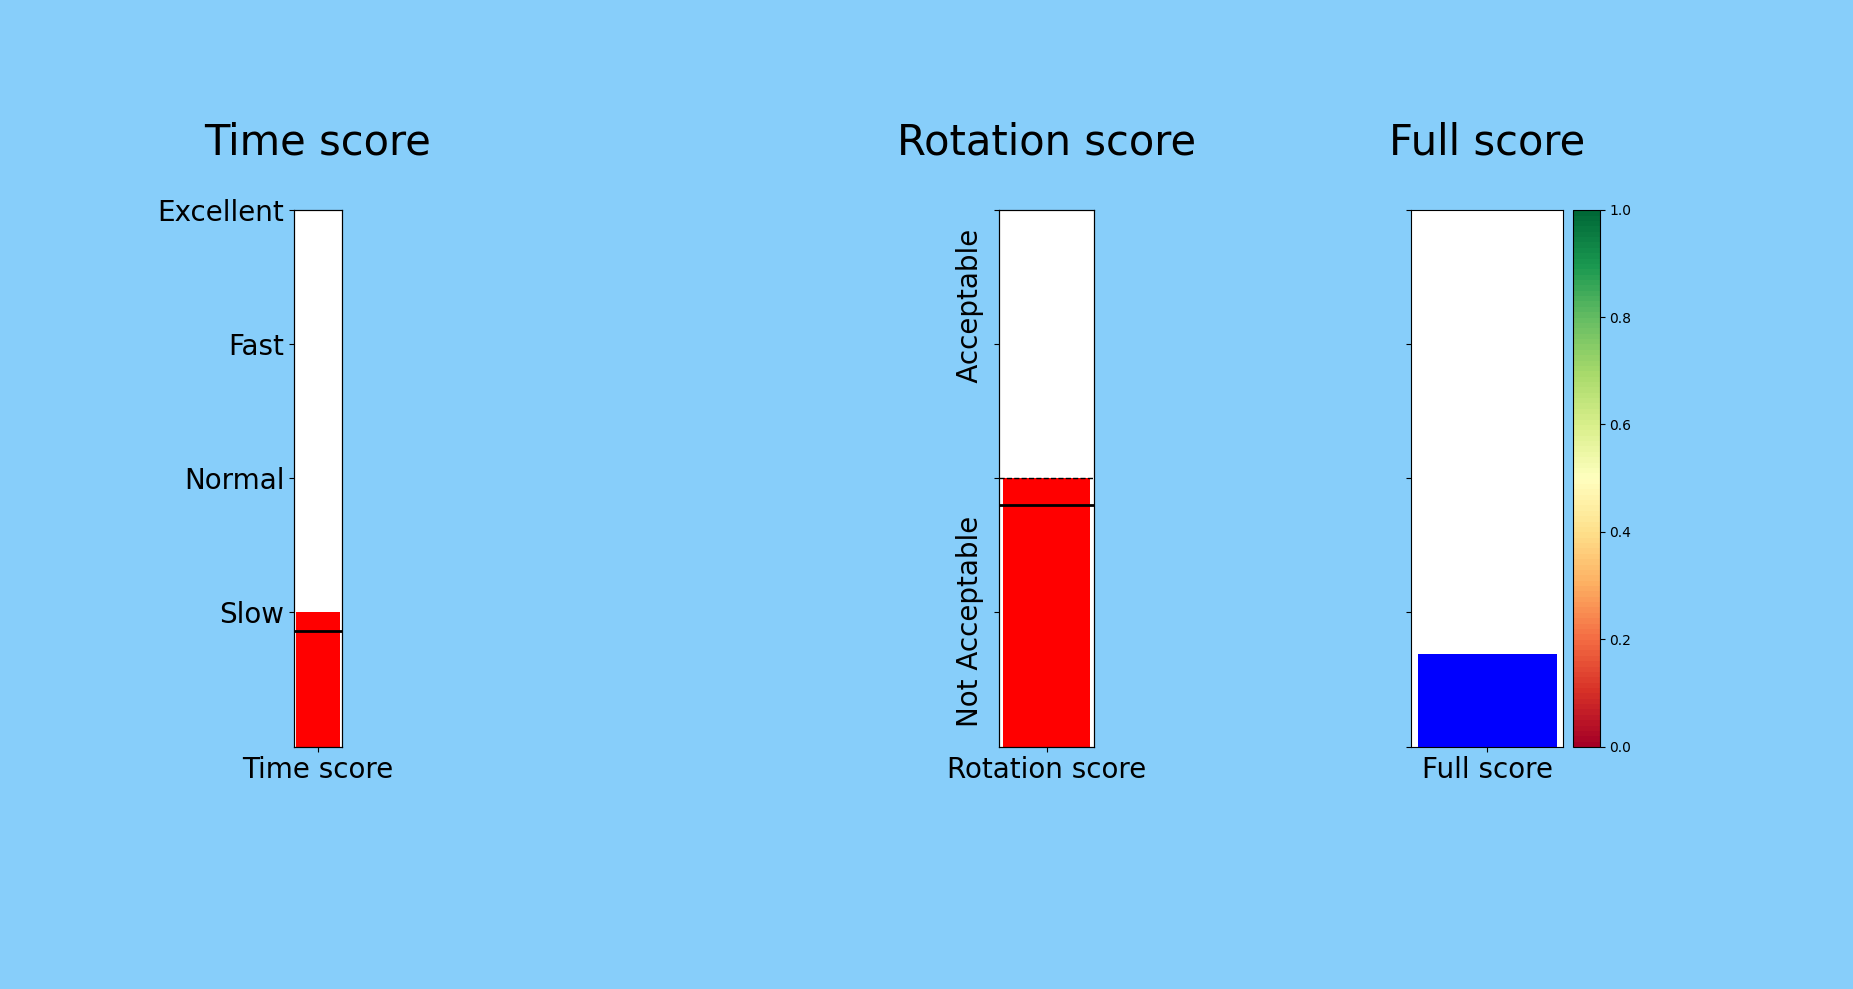 Time score
Rotation score
Full score
Excellent
Fast
Normal
Slow
Time score
Acceptable
Not Acceptable
Rotation score
1.0
0.8
0.6
0.4
0.2
0.0
Full score